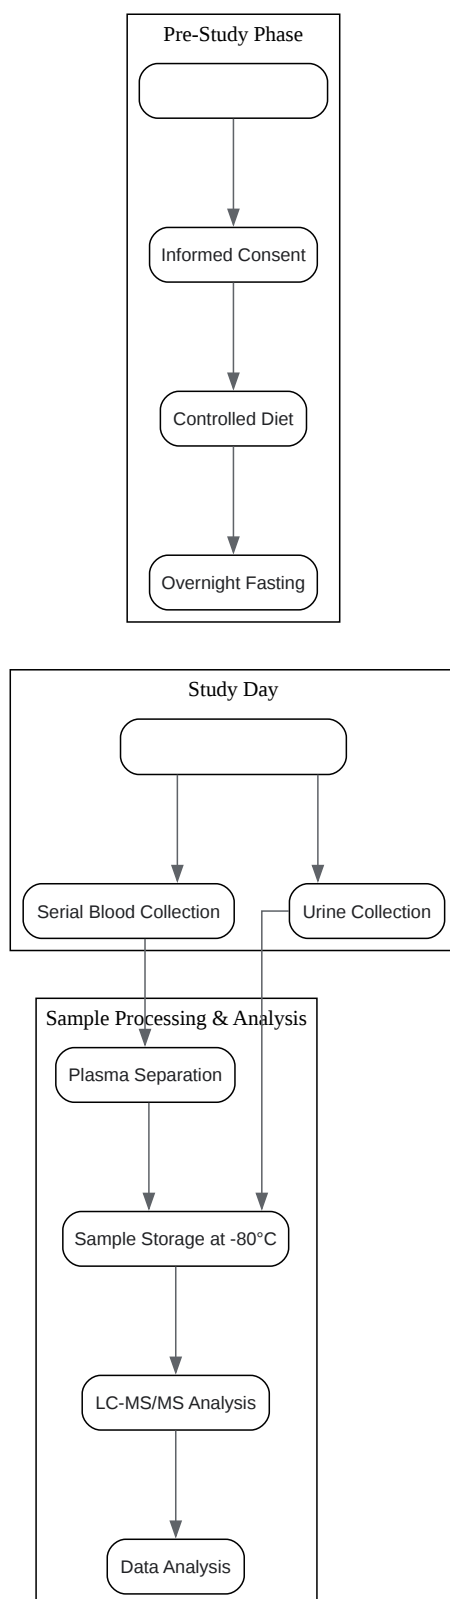 Pre-Study Phase
Informed Consent
Controlled Diet
Overnight Fasting
Study Day
Serial Blood Collection
Urine Collection
Sample Processing & Analysis
Plasma Separation
Sample Storage at -80°C
LC-MS/MS Analysis
Data Analysis